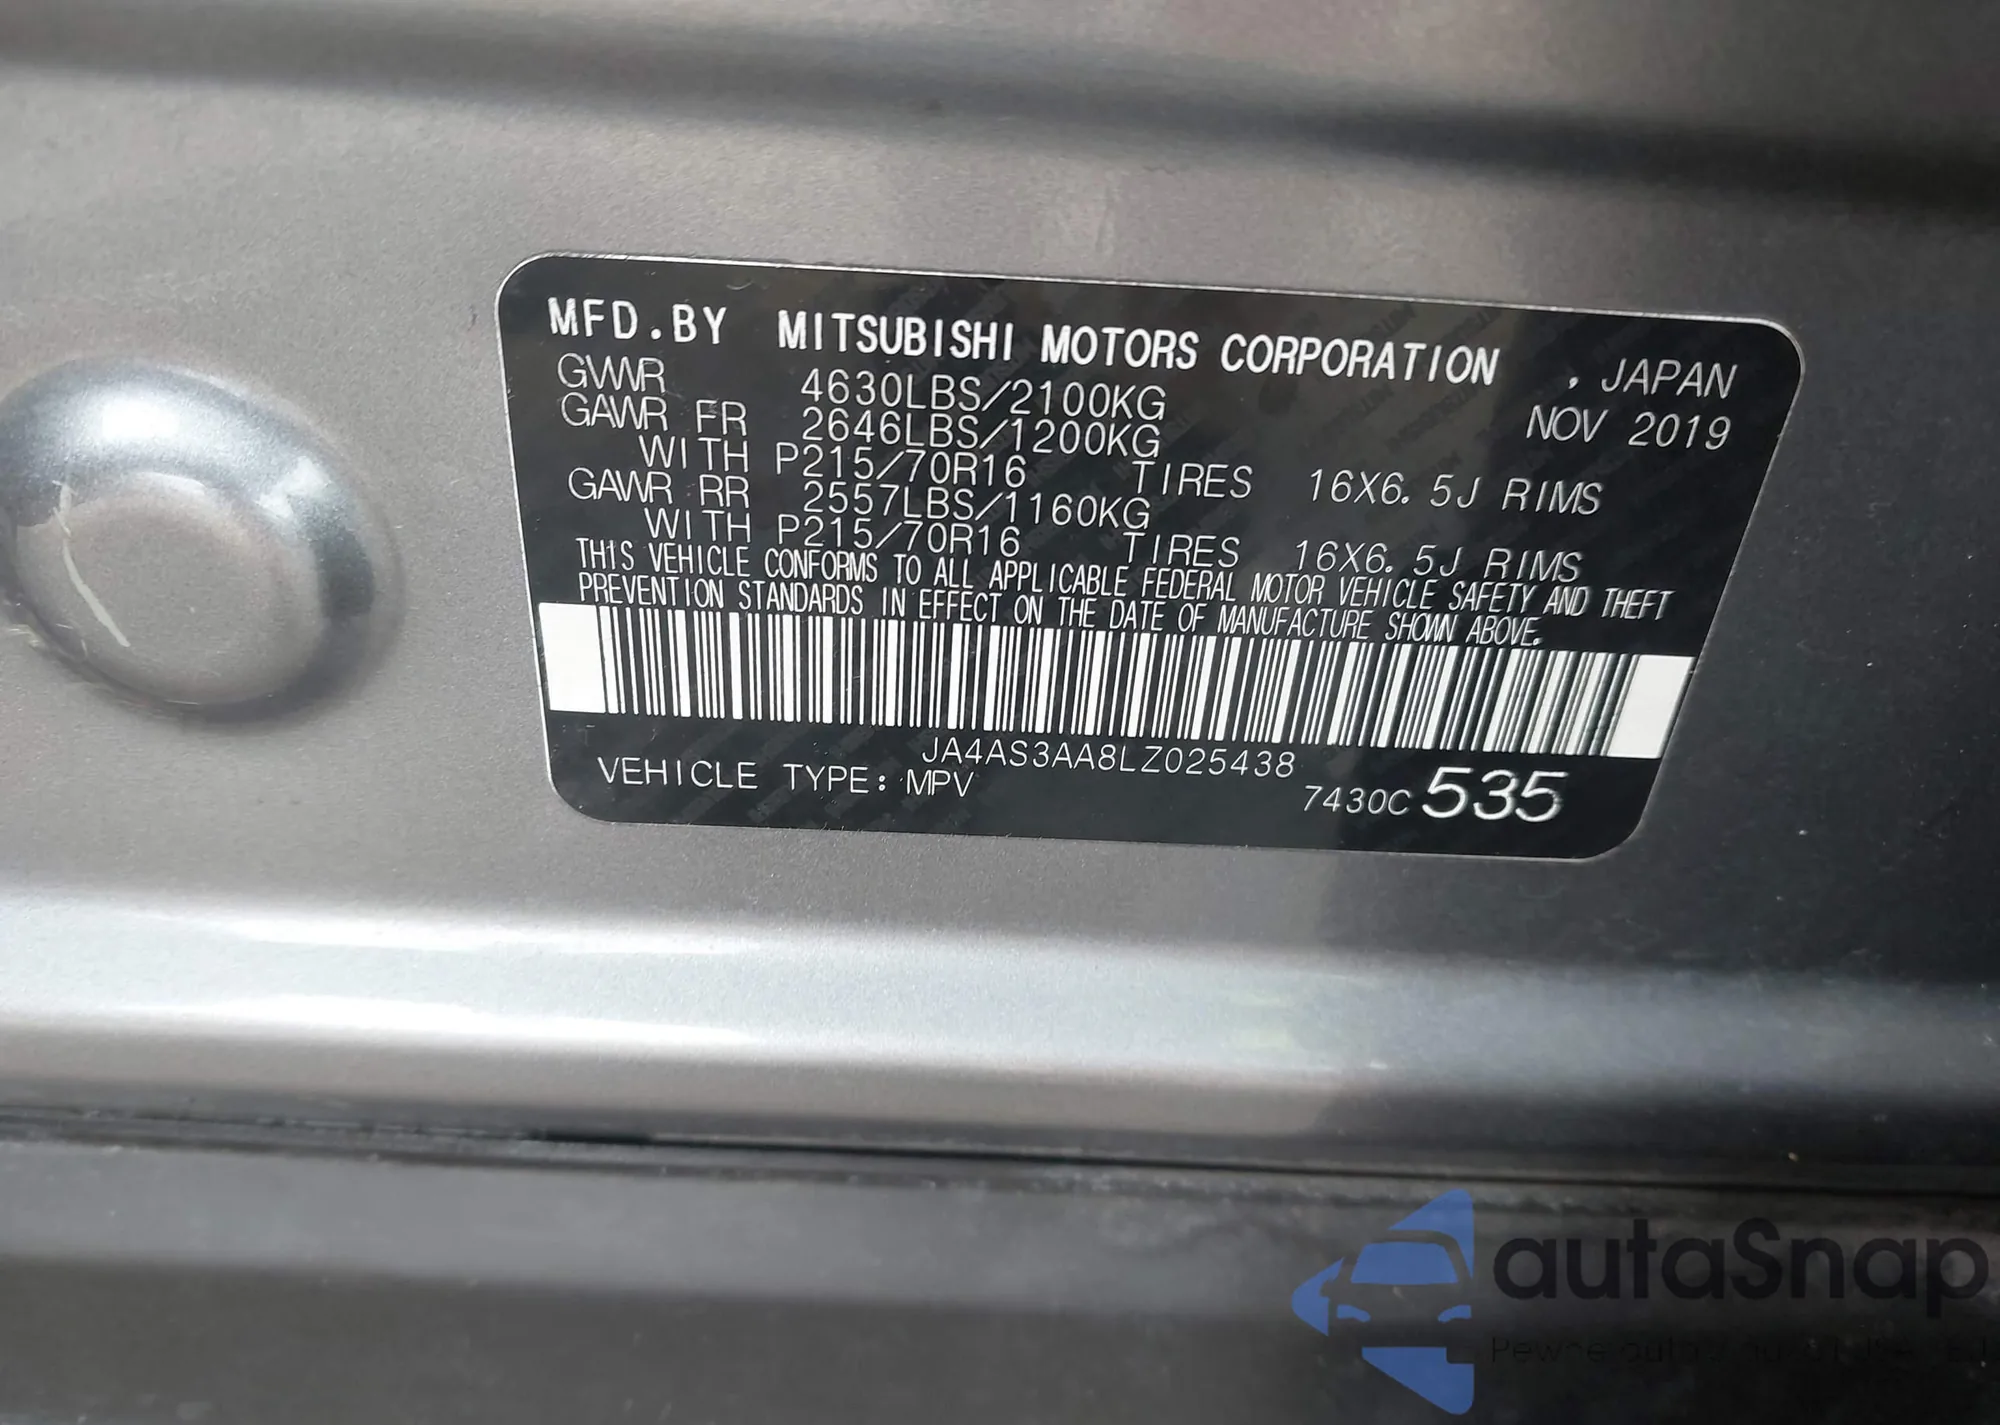 MFD.BY MITSUBISHI MOTORS CORPORATION , JAPAN
GVWR 4630LBS/2100KG NOV 2019
GAWR FR 2646LBS/1200KG
WITH P215/70R16 TIRES 16X6.5J RIMS
GAWR RR 2557LBS/1160KG
WITH P215/70R16 TIRES 16X6.5J RIMS
THIS VEHICLE CONFORMS TO ALL APPLICABLE FEDERAL MOTOR VEHICLE SAFETY AND THEFT
PREVENTION STANDARDS IN EFFECT ON THE DATE OF MANUFACTURE SHOWN ABOVE.
JA4AS3AA8LZ025438
VEHICLE TYPE: MPV 7430C 535
autaSnap
Pewne